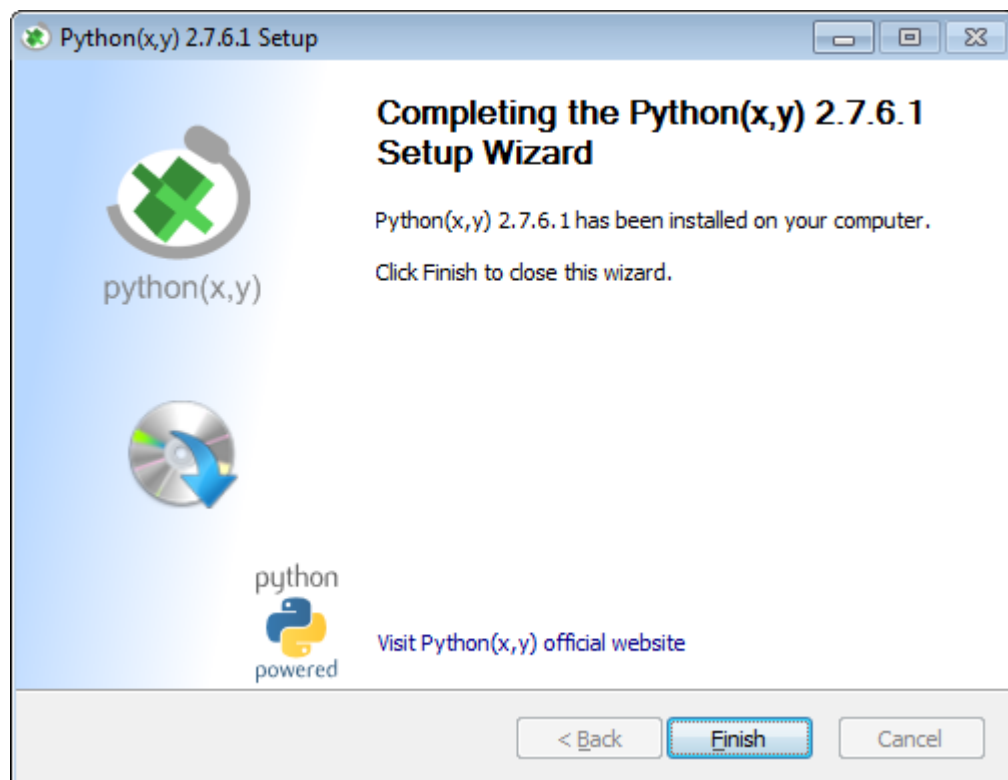 Python(x,y) 2.7.6.1 Setup
Completing the Python(x,y) 2.7.6.1
Setup Wizard
Python(x,y) 2.7.6.1 has been installed on your computer.
Click Finish to close this wizard.
python(x,y)
python
powered
Visit Python(x,y) official website
< Back
Finish
Cancel